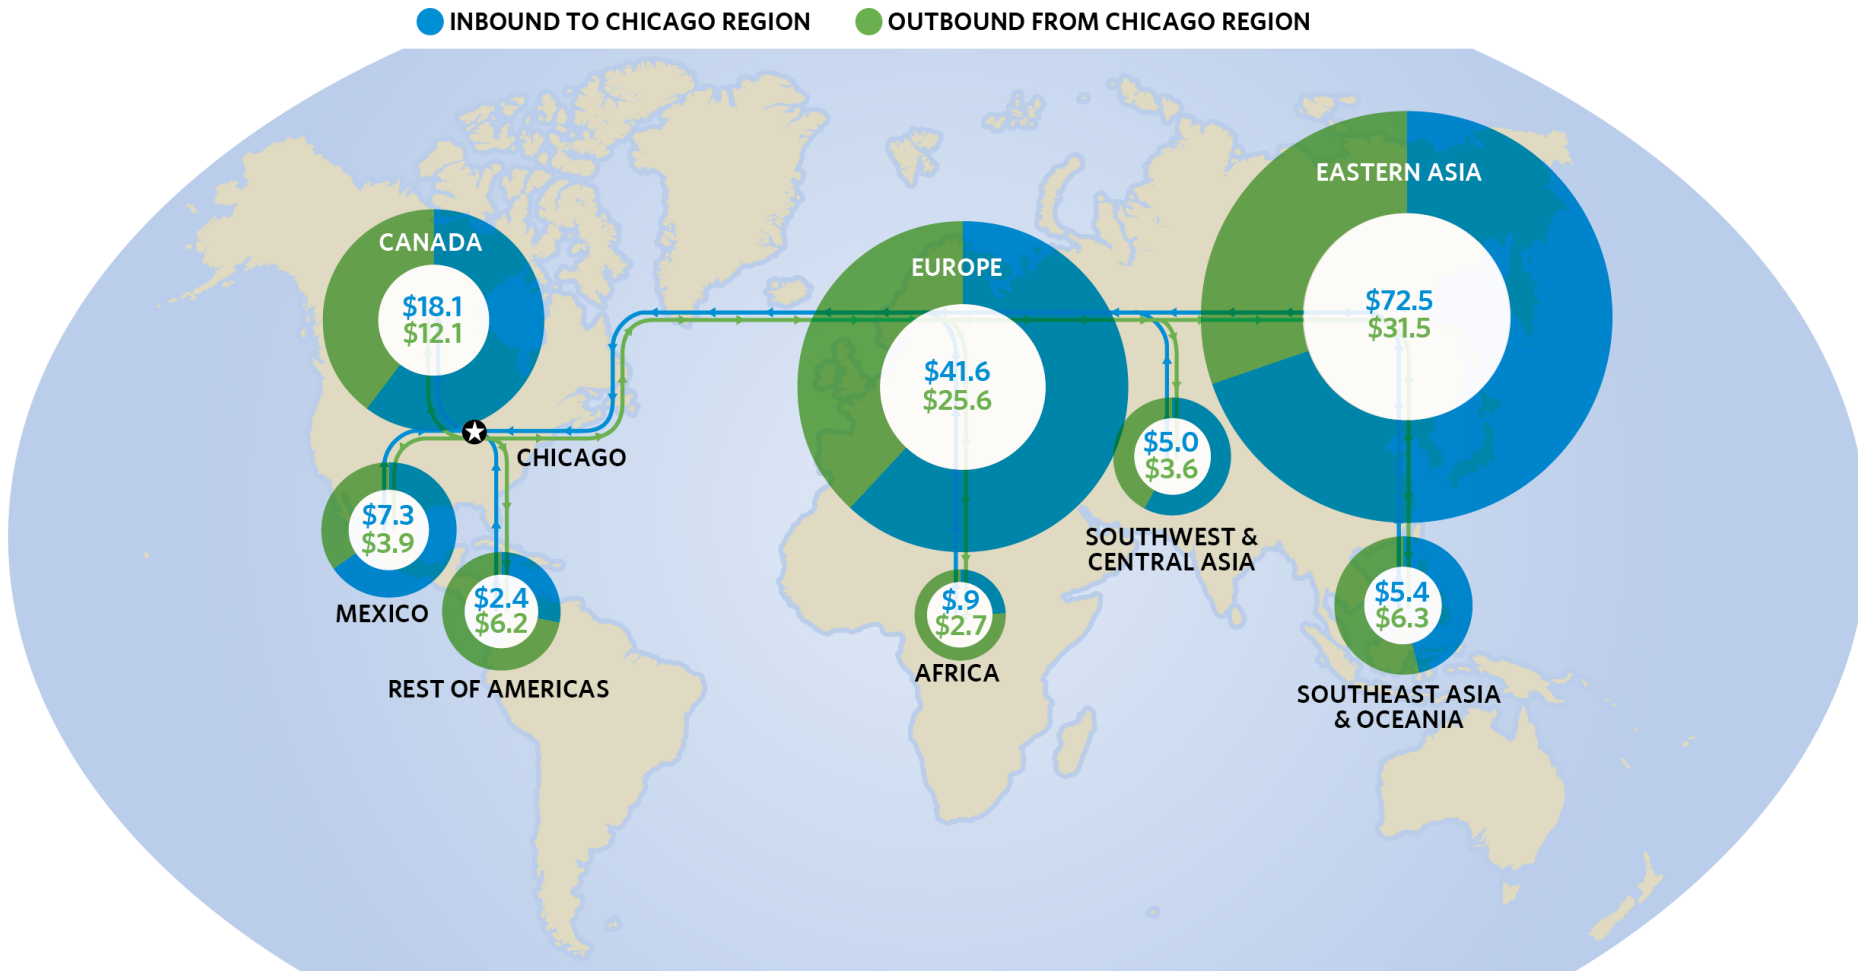 INBOUND TO CHICAGO REGION
OUTBOUND FROM CHICAGO REGION
EASTERN ASIA
$72.5
$31.5
CANADA
$18.1
$12.1
EUROPE
$41.6
$25.6
CHICAGO
$5.0
$3.6
SOUTHWEST &
CENTRAL ASIA
$7.3
$3.9
MEXICO
$2.4
$6.2
REST OF AMERICAS
$.9
$2.7
AFRICA
$5.4
$6.3
SOUTHEAST ASIA
& OCEANIA